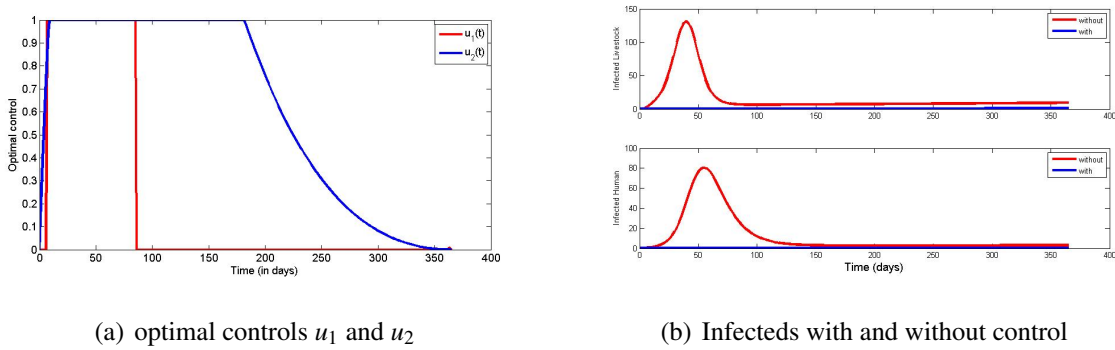 Optimal control
1
0.9
0.8
0.7
0.6
0.5
0.4
0.3
0.2
0.1
0
0 50 100 150 200 250 300 350 400
Time (in days)
u₁(t)
u₂(t)
Infected Livestock
150
100
50
0
0 50 100 150 200 250 300 350 400
without
with
Infected Human
100
80
60
40
20
0
0 50 100 150 200 250 300 350 400
Time (days)
without
with
(a) optimal controls u₁ and u₂
(b) Infecteds with and without control